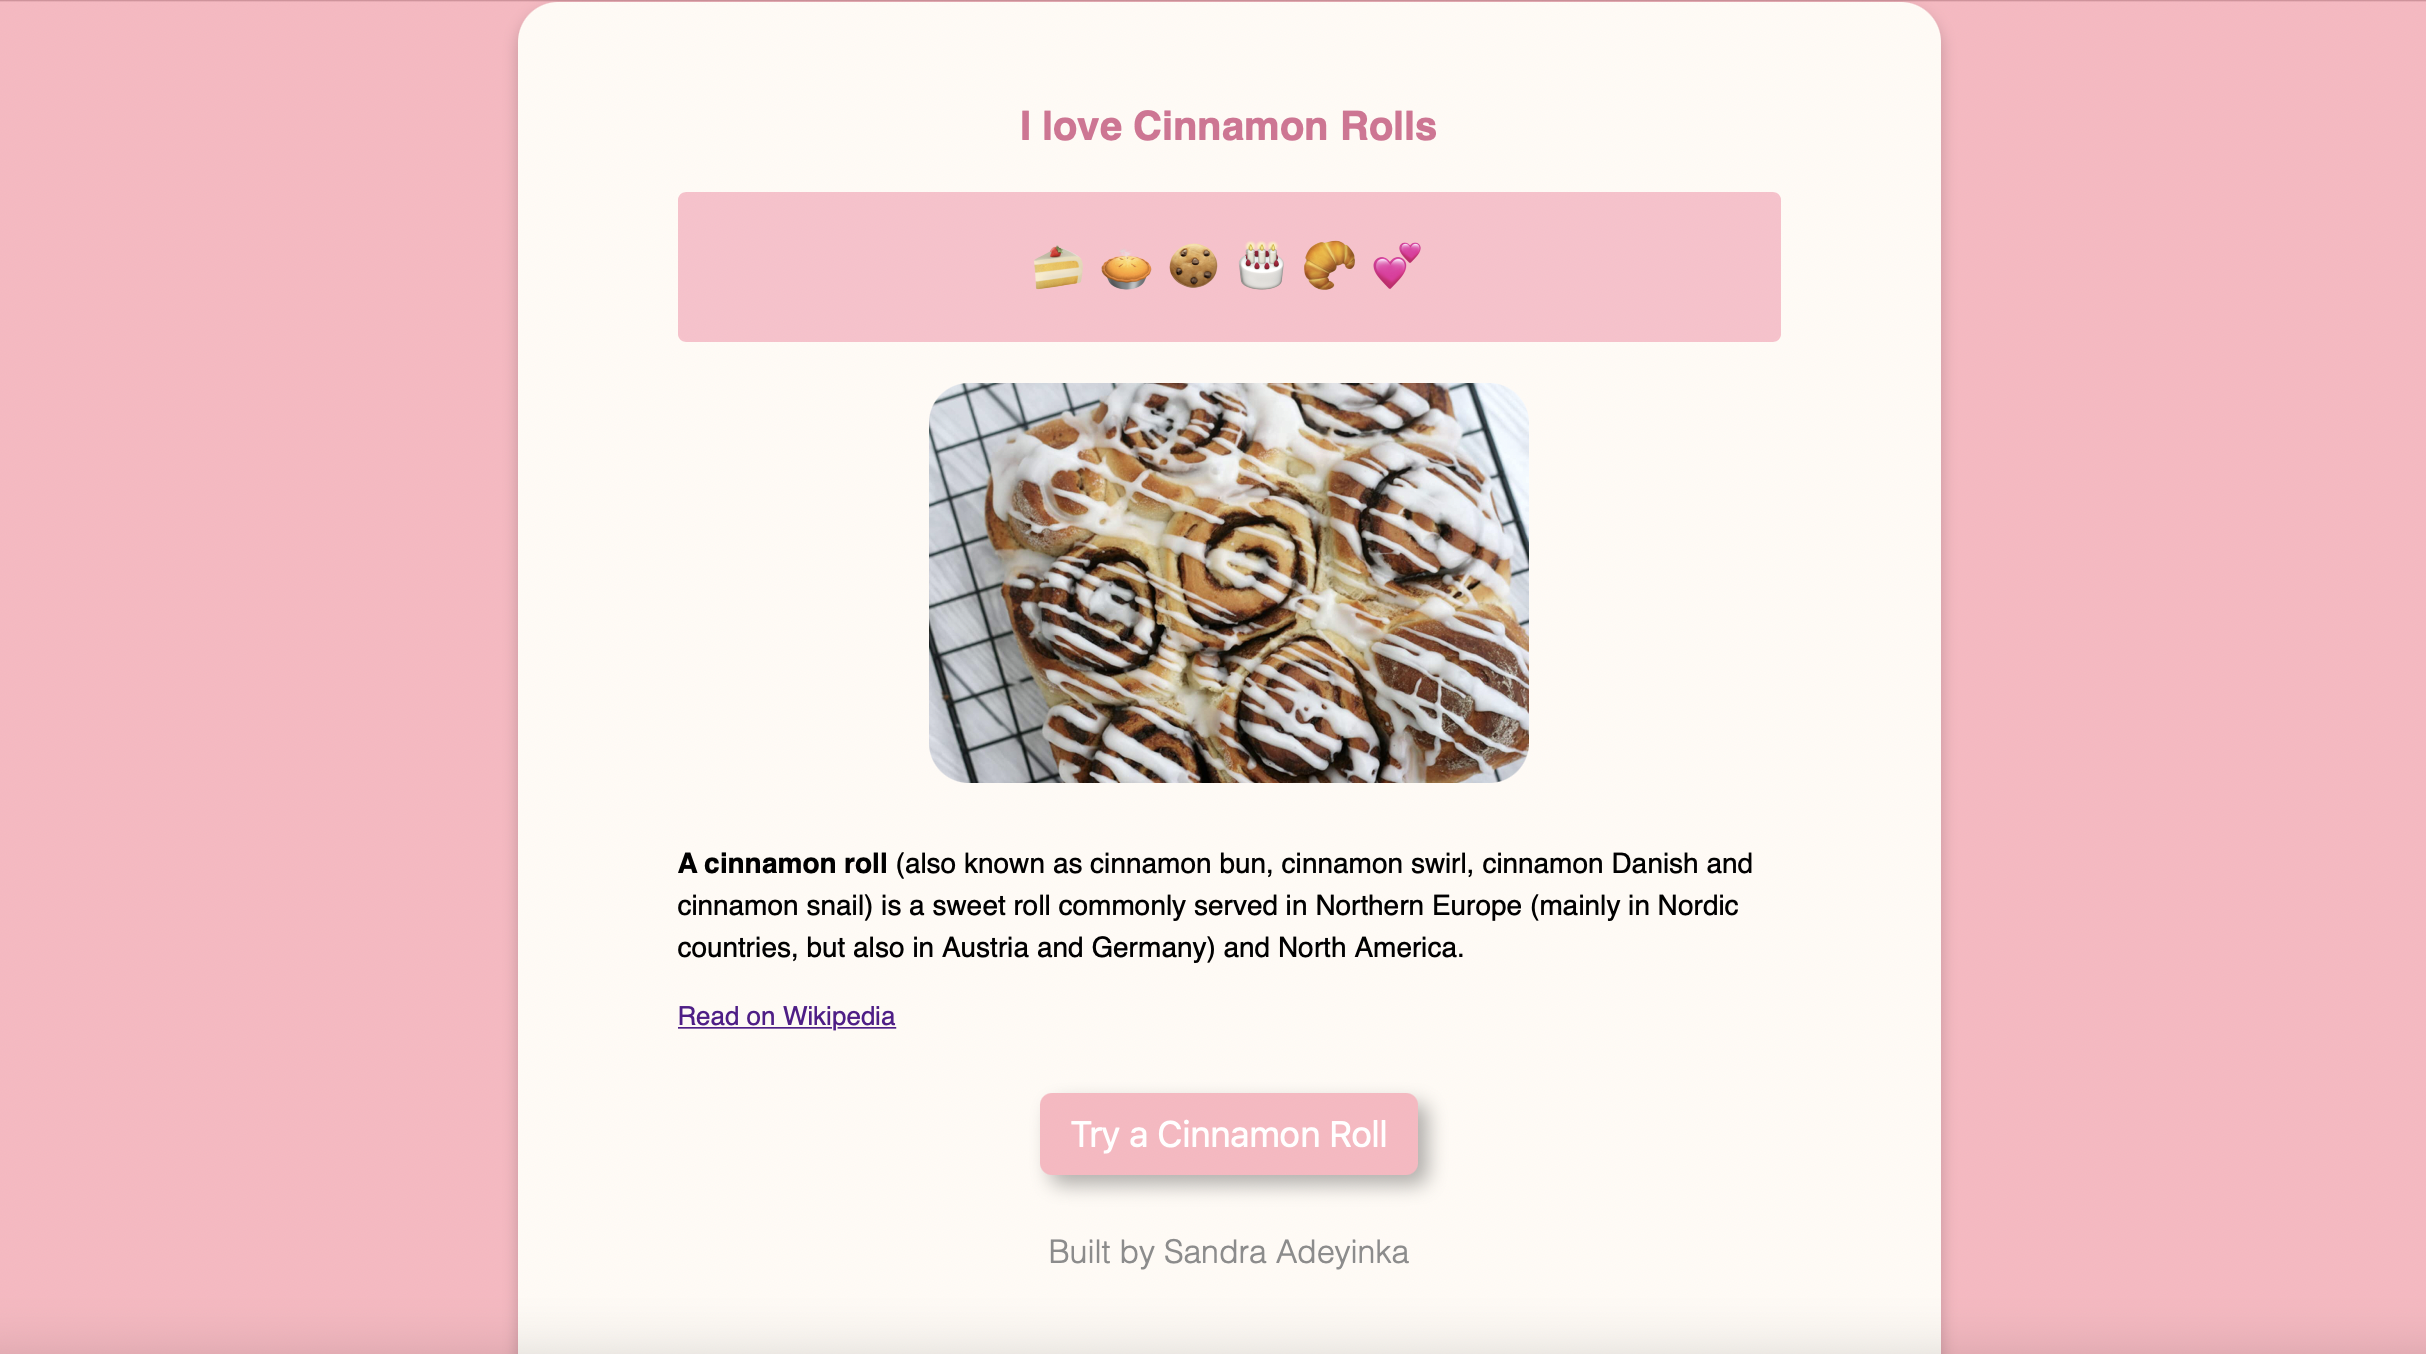 I love Cinnamon Rolls
🍰 🥧 🍪 🎂 🥐 💕
A cinnamon roll (also known as cinnamon bun, cinnamon swirl, cinnamon Danish and
cinnamon snail) is a sweet roll commonly served in Northern Europe (mainly in Nordic
countries, but also in Austria and Germany) and North America.
Read on Wikipedia
Try a Cinnamon Roll
Built by Sandra Adeyinka